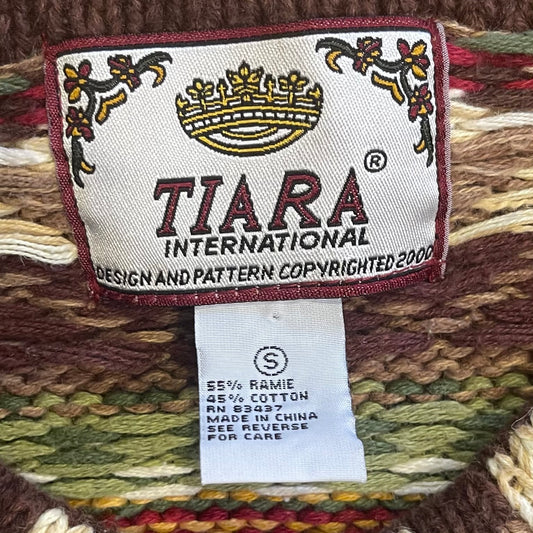 TIARA ®
INTERNATIONAL
DESIGN AND PATTERN COPYRIGHTED 2000
S
55% RAMIE
45% COTTON
RN 83437
MADE IN CHINA
SEE REVERSE
FOR CARE